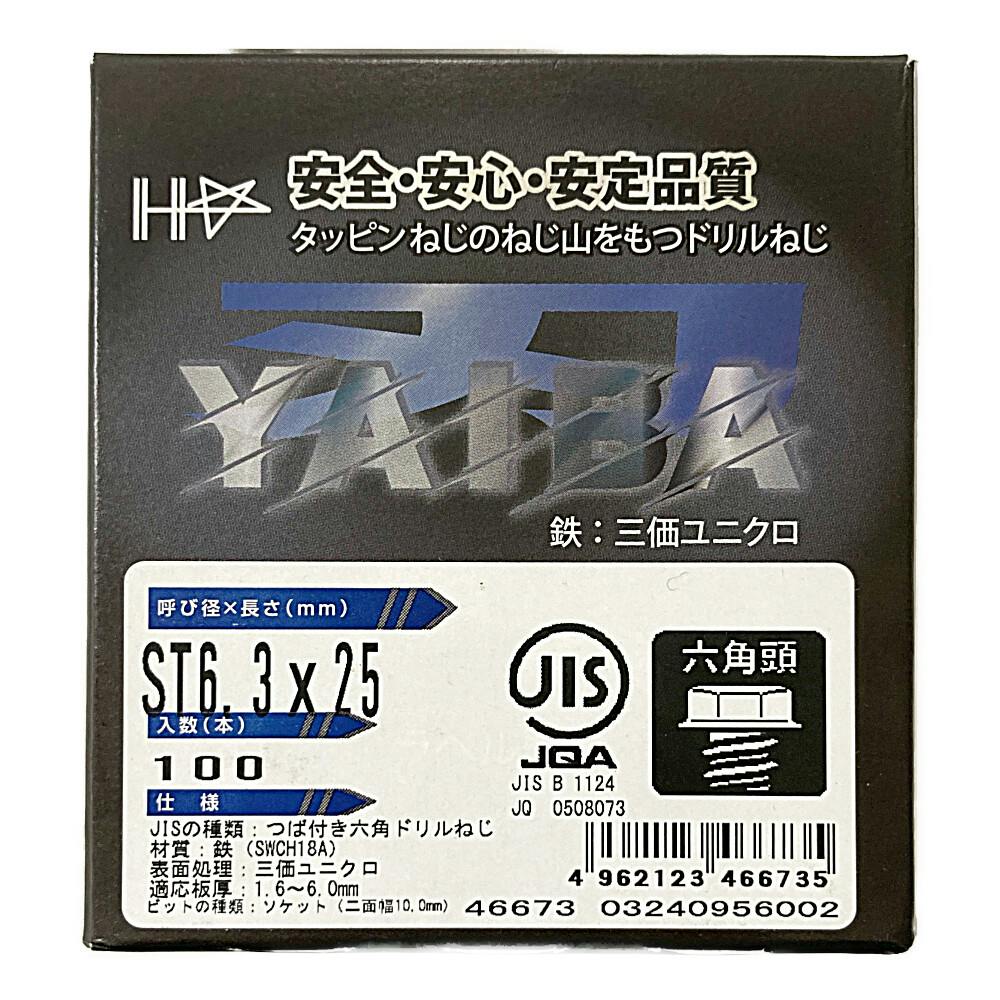 安全・安心・安定品質
タッピンねじのねじ山をもつドリルねじ
YAIBA
鉄：三価ユニクロ
呼び径×長さ(mm)
ST6.3x25
入数(本)
100
仕 様
JISの種類：つば付き六角ドリルねじ
材質：鉄(SWCH18A)
表面処理：三価ユニクロ
適応板厚：1.6～6.0mm
ビットの種類：ソケット(二面幅10.0mm)
JIS
JQA
JIS B 1124
JQ 0508073
六角頭
4 962123 466735
46673 03240956002